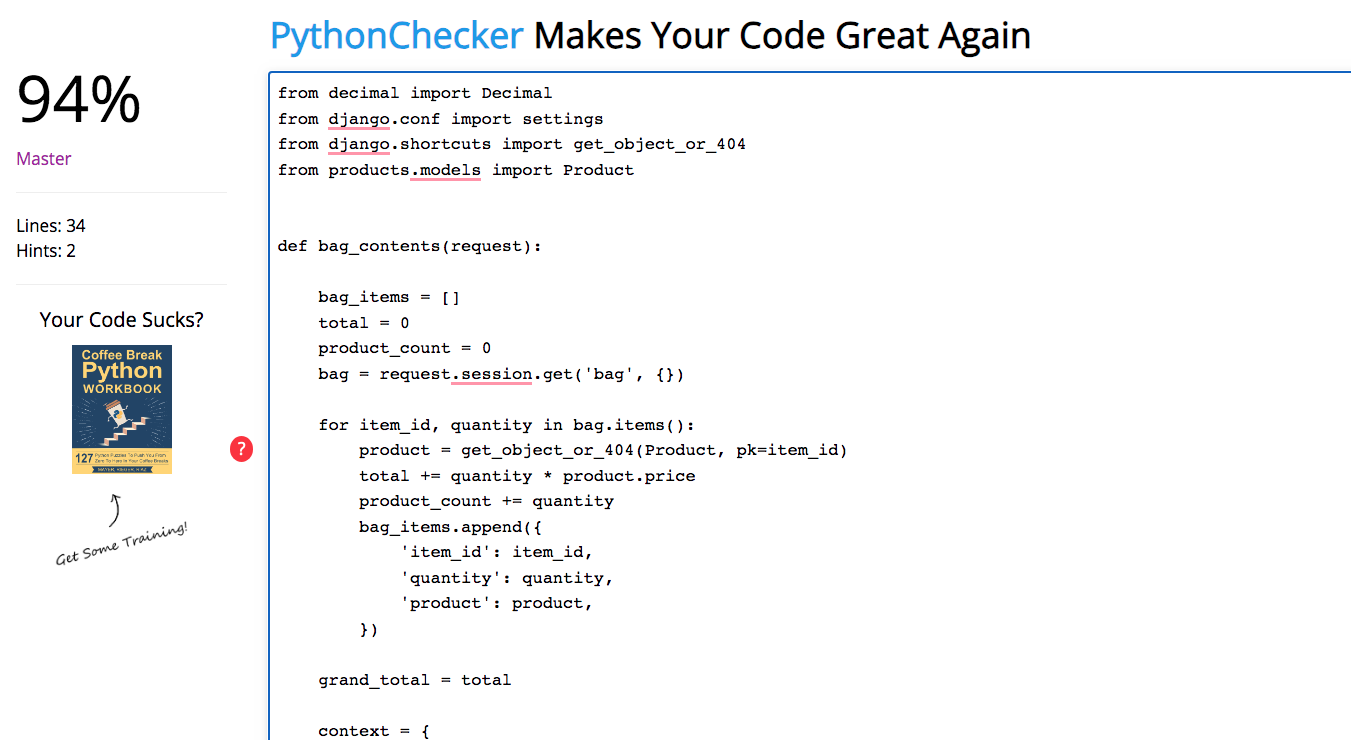 PythonChecker Makes Your Code Great Again
94%
Master
Lines: 34
Hints: 2
Your Code Sucks?
Coffee Break
Python
WORKBOOK
127 Python Puzzles To Push You From
Zero To Hero In Your Coffee Breaks
Get Some Training!
?
from decimal import Decimal
from django.conf import settings
from django.shortcuts import get_object_or_404
from products.models import Product
def bag_contents(request):
    bag_items = []
    total = 0
    product_count = 0
    bag = request.session.get('bag', {})
    for item_id, quantity in bag.items():
        product = get_object_or_404(Product, pk=item_id)
        total += quantity * product.price
        product_count += quantity
        bag_items.append({
            'item_id': item_id,
            'quantity': quantity,
            'product': product,
        })
    grand_total = total
    context = {